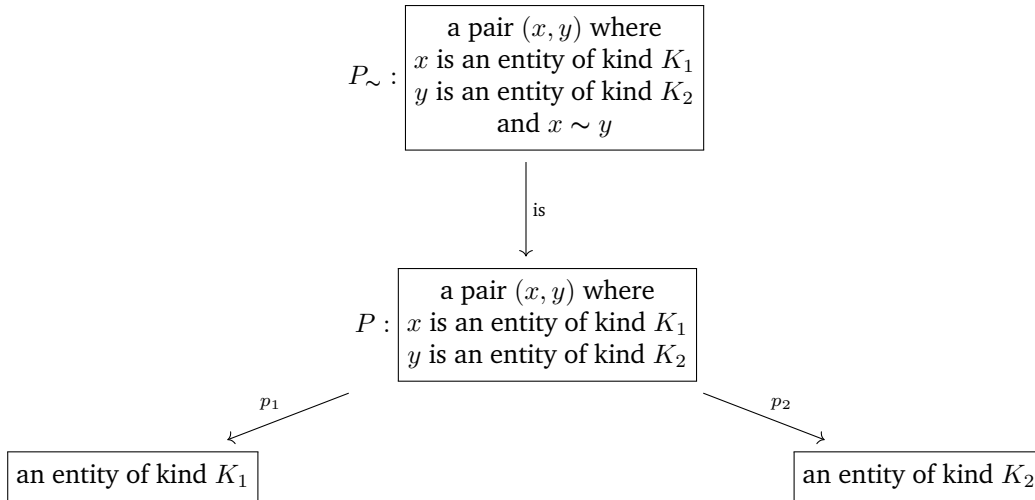 a pair (x, y) where
x is an entity of kind K₁
P∼ : y is an entity of kind K₂
and x ∼ y
is
a pair (x, y) where
P : x is an entity of kind K₁
y is an entity of kind K₂
p₁
p₂
an entity of kind K₁
an entity of kind K₂